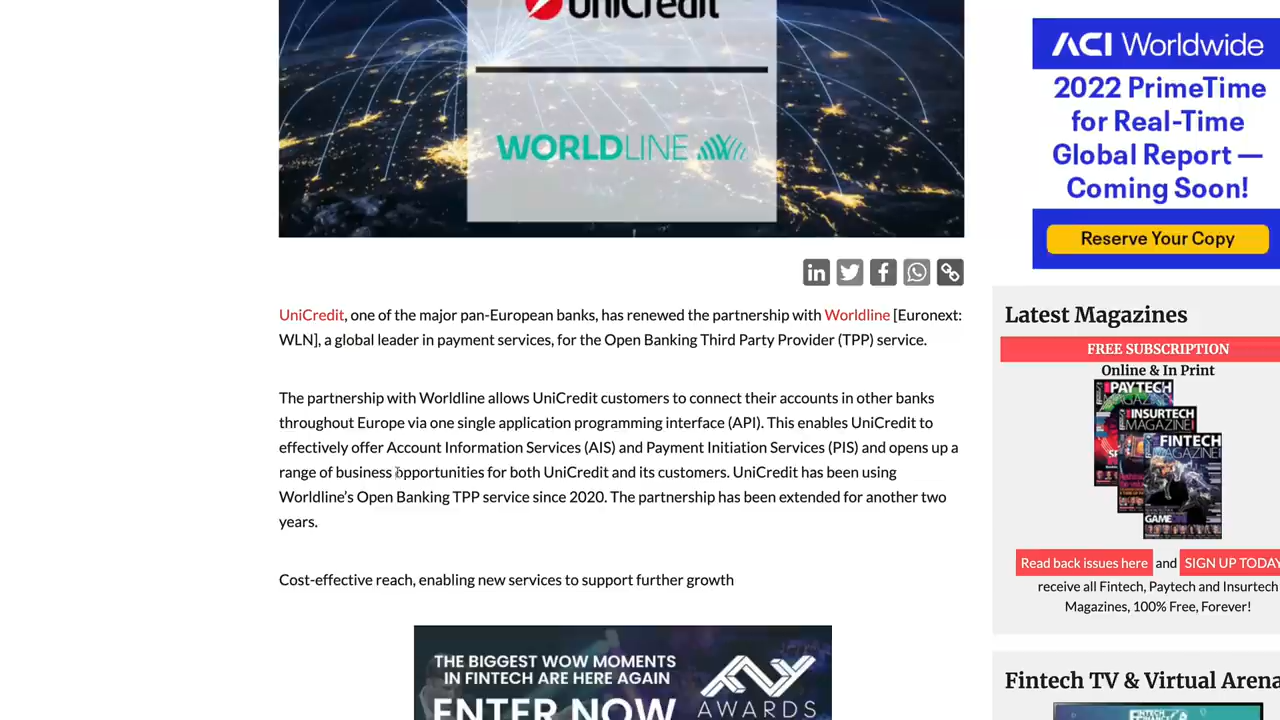 UniCredit
WORLDLINE
ACI Worldwide
2022 PrimeTime
for Real-Time
Global Report —
Coming Soon!
Reserve Your Copy
UniCredit, one of the major pan-European banks, has renewed the partnership with Worldline [Euronext:
WLN], a global leader in payment services, for the Open Banking Third Party Provider (TPP) service.
The partnership with Worldline allows UniCredit customers to connect their accounts in other banks
throughout Europe via one single application programming interface (API). This enables UniCredit to
effectively offer Account Information Services (AIS) and Payment Initiation Services (PIS) and opens up a
range of business opportunities for both UniCredit and its customers. UniCredit has been using
Worldline's Open Banking TPP service since 2020. The partnership has been extended for another two
years.
Cost-effective reach, enabling new services to support further growth
THE BIGGEST WOW MOMENTS
IN FINTECH ARE HERE AGAIN
ENTER NOW
AWARDS
Latest Magazines
FREE SUBSCRIPTION
Online & In Print
PAYTECH
INSURTECH
MAGAZINE
FINTECH
MAGAZINE
Read back issues here and SIGN UP TODAY
receive all Fintech, Paytech and Insurtech
Magazines, 100% Free, Forever!
Fintech TV & Virtual Arena